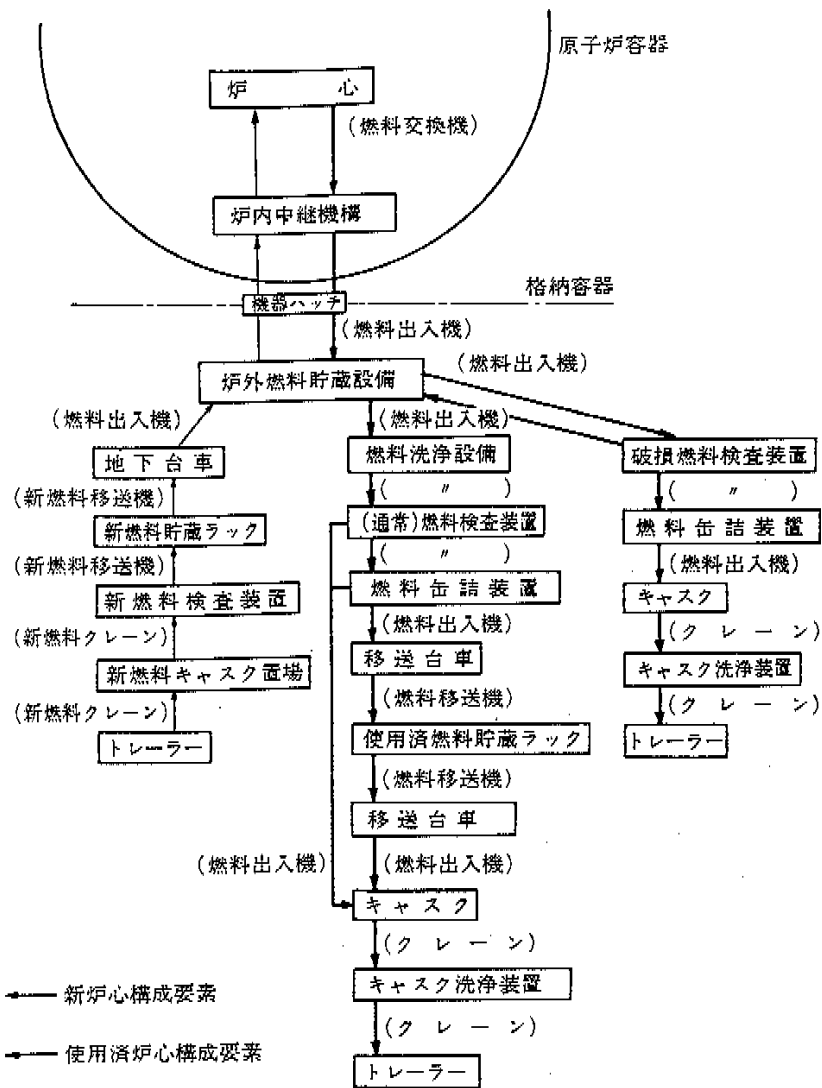 原子炉容器
炉 心
(燃料交換機)
炉内中継機構
格納容器
機器ハッチ
(燃料出入機)
(燃料出入機)
炉外燃料貯蔵設備
(燃料出入機)
(燃料出入機)
地下台車
燃料洗浄設備
破損燃料検査装置
(新燃料移送機)
( 〃 )
( 〃 )
新燃料貯蔵ラック
(通常)燃料検査装置
燃料缶詰装置
(新燃料移送機)
( 〃 )
(燃料出入機)
新燃料検査装置
燃料缶詰装置
キャスク
(新燃料クレーン)
(燃料出入機)
(クレーン)
新燃料キャスク置場
移送台車
キャスク洗浄装置
(新燃料クレーン)
(燃料移送機)
(クレーン)
トレーラー
使用済燃料貯蔵ラック
トレーラー
(燃料移送機)
移送台車
(燃料出入機)
(燃料出入機)
キャスク
(クレーン)
キャスク洗浄装置
新炉心構成要素
(クレーン)
使用済炉心構成要素
トレーラー